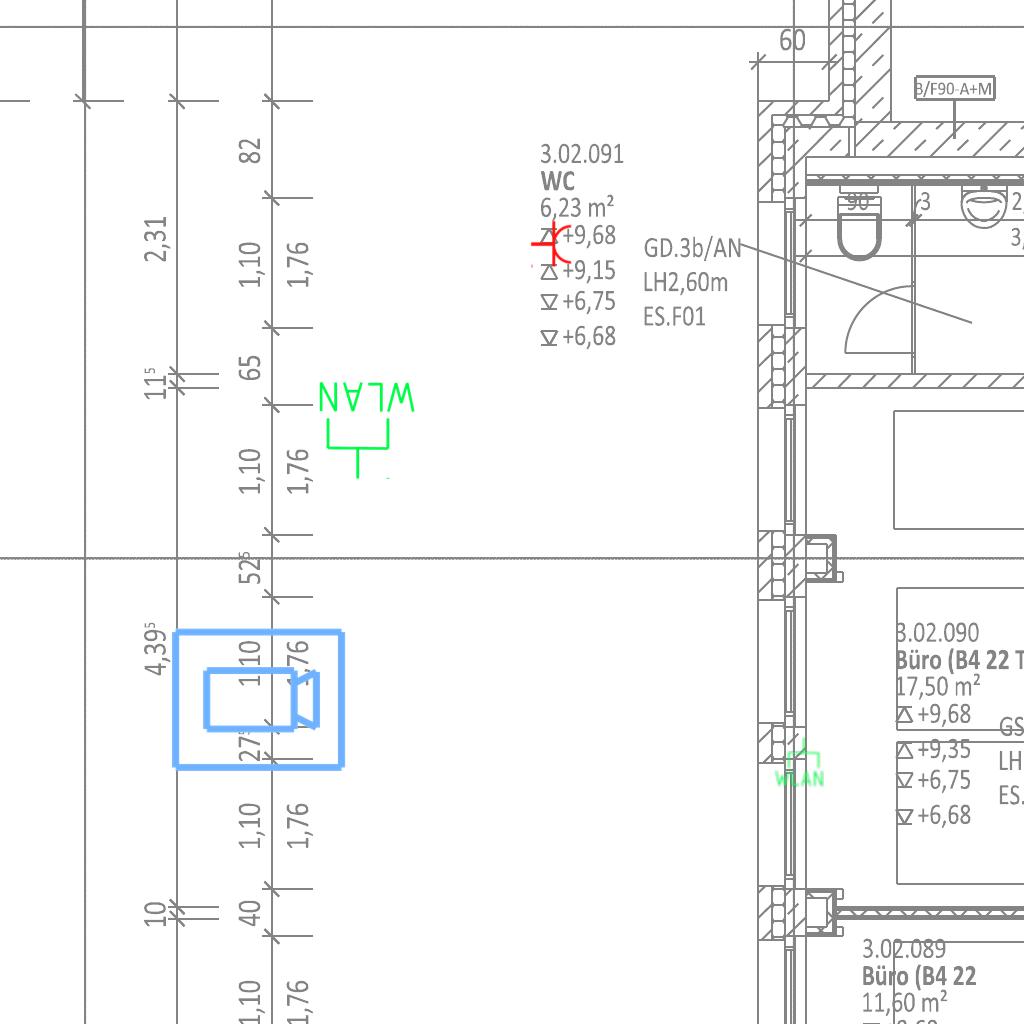 60
B/F90-A+M
82
3.02.091
WC
6,23 m²
+9,68
+9,15
+6,75
+6,68
GD.3b/AN
LH2,60m
ES.F01
90
3
2,
3,
2,31
1,10
1,76
65
11⁵
WLAN
1,10
1,76
52⁵
4,39⁵
1,10
1,76
27⁵
3.02.090
Büro (B4 22 T
17,50 m²
+9,68
+9,35
+6,75
+6,68
GS
LH
ES.
WLAN
1,10
1,76
10
40
3.02.089
Büro (B4 22
11,60 m²
1,10
1,76